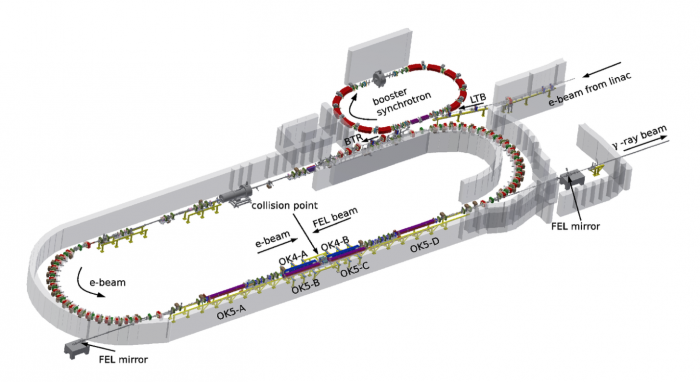 booster
synchrotron
LTB
e-beam from linac
BTR
γ-ray beam
collision point
FEL beam
e-beam
OK4-A
OK4-B
FEL mirror
OK5-D
OK5-C
OK5-B
OK5-A
e-beam
FEL mirror